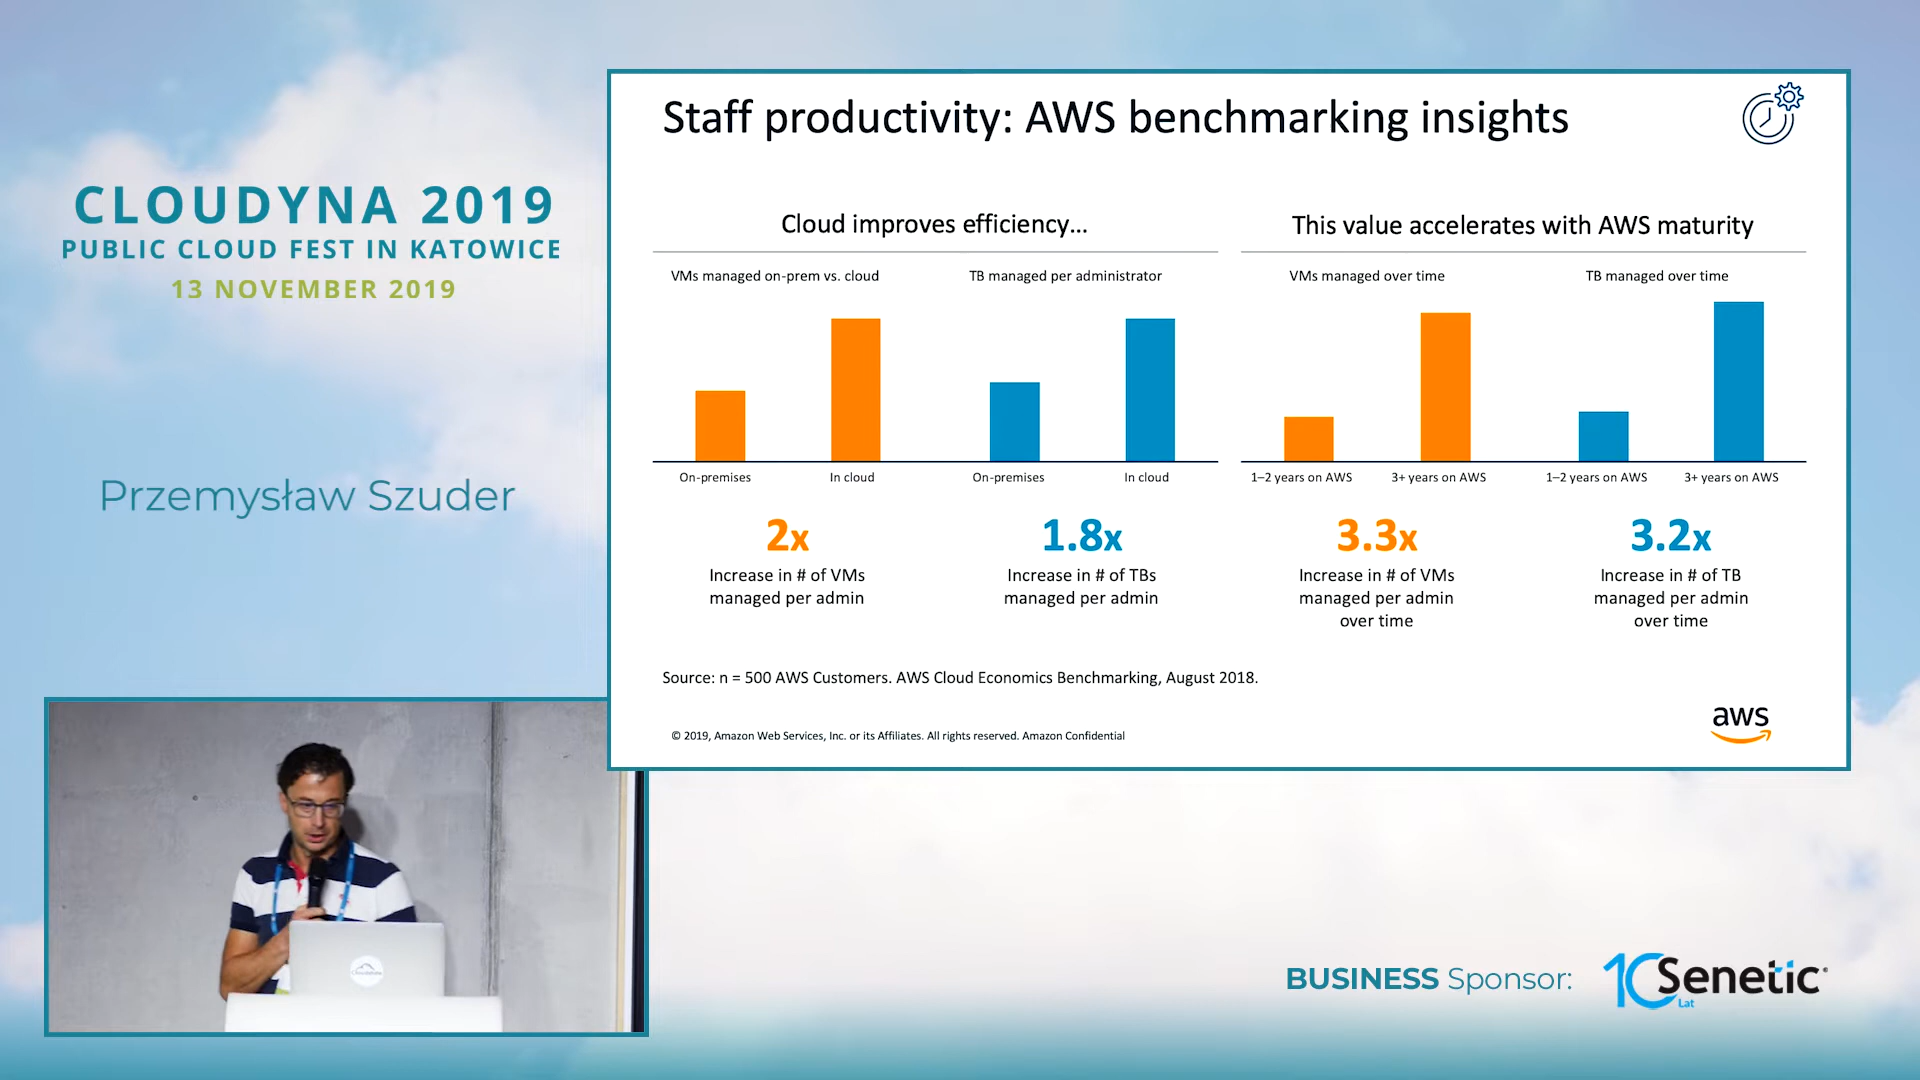 CLOUDYNA 2019
PUBLIC CLOUD FEST IN KATOWICE
13 NOVEMBER 2019
Przemysław Szuder
Staff productivity: AWS benchmarking insights
Cloud improves efficiency...
This value accelerates with AWS maturity
VMs managed on-prem vs. cloud
TB managed per administrator
VMs managed over time
TB managed over time
On-premises
In cloud
On-premises
In cloud
1–2 years on AWS
3+ years on AWS
1–2 years on AWS
3+ years on AWS
2x
Increase in # of VMs
managed per admin
1.8x
Increase in # of TBs
managed per admin
3.3x
Increase in # of VMs
managed per admin
over time
3.2x
Increase in # of TB
managed per admin
over time
Source: n = 500 AWS Customers. AWS Cloud Economics Benchmarking, August 2018.
© 2019, Amazon Web Services, Inc. or its Affiliates. All rights reserved. Amazon Confidential
aws
BUSINESS Sponsor:
10 Lat Senetic